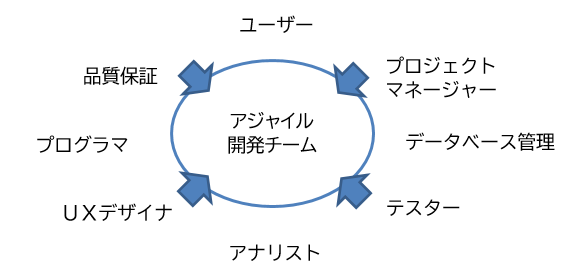 ユーザー
品質保証
プロジェクト
マネージャー
アジャイル
開発チーム
プログラマ
データベース管理
ＵＸデザイナ
テスター
アナリスト